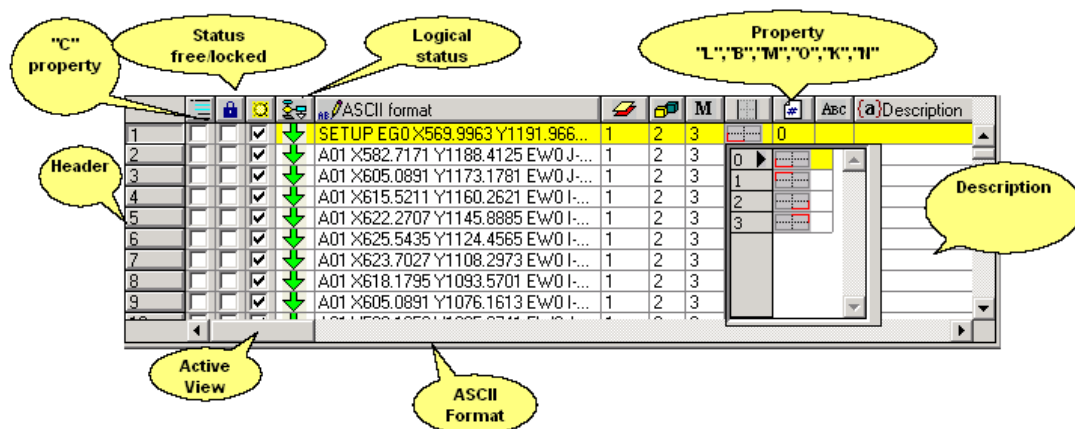 "C"
property
Status
free/locked
Logical
status
Property
"L","B","M","O","K","N"
AB ASCII format M # ABC {a}Description
1 SETUP EG0 X569.9963 Y1191.966... 1 2 3 0
2 A01 X582.7171 Y1188.4125 EW0 J-... 1 2 3
3 A01 X605.0891 Y1173.1781 EW0 J-... 1 2 3
4 A01 X615.5211 Y1160.2621 EW0 I-... 1 2 3
5 A01 X622.2707 Y1145.8885 EW0 I-... 1 2 3
6 A01 X625.5435 Y1124.4565 EW0 I-... 1 2 3
7 A01 X623.7027 Y1108.2973 EW0 I-... 1 2 3
8 A01 X618.1795 Y1093.5701 EW0 I-... 1 2 3
9 A01 X605.0891 Y1076.1613 EW0 I-... 1 2 3
0
1
2
3
Header
Description
Active
View
ASCII
Format